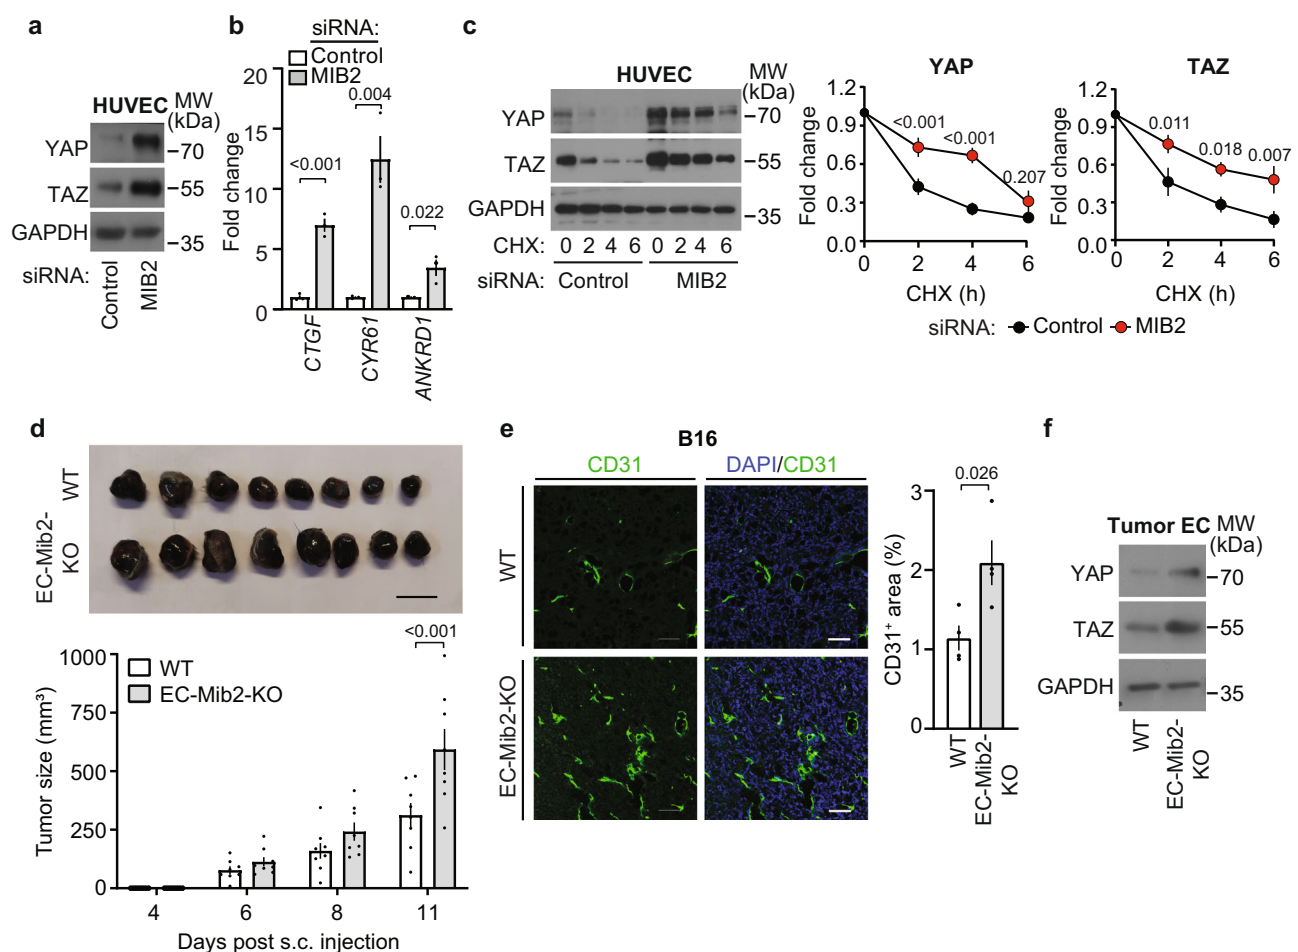 a
HUVEC
MW
(kDa)
YAP
–70
TAZ
–55
GAPDH
–35
siRNA:
Control
MIB2
b
siRNA:
Control
MIB2
Fold change
20
15
10
5
0
<0.001
0.004
0.022
CTGF
CYR61
ANKRD1
c
HUVEC
MW
(kDa)
YAP
–70
TAZ
–55
GAPDH
–35
CHX: 0 2 4 6 0 2 4 6
siRNA: Control MIB2
YAP
Fold change
1.2
0.9
0.6
0.3
0.0
<0.001
<0.001
0.207
0 2 4 6
CHX (h)
TAZ
Fold change
1.2
0.9
0.6
0.3
0.0
0.011
0.018
0.007
0 2 4 6
CHX (h)
siRNA: Control MIB2
d
WT
EC-Mib2-
KO
<0.001
WT
EC-Mib2-KO
Tumor size (mm³)
1000
750
500
250
0
4 6 8 11
Days post s.c. injection
e
B16
CD31
DAPI/CD31
WT
EC-Mib2-KO
0.026
CD31⁺ area (%)
3
2
1
0
WT
EC-Mib2-
KO
f
Tumor EC
MW
(kDa)
YAP
–70
TAZ
–55
GAPDH
–35
WT
EC-Mib2-
KO